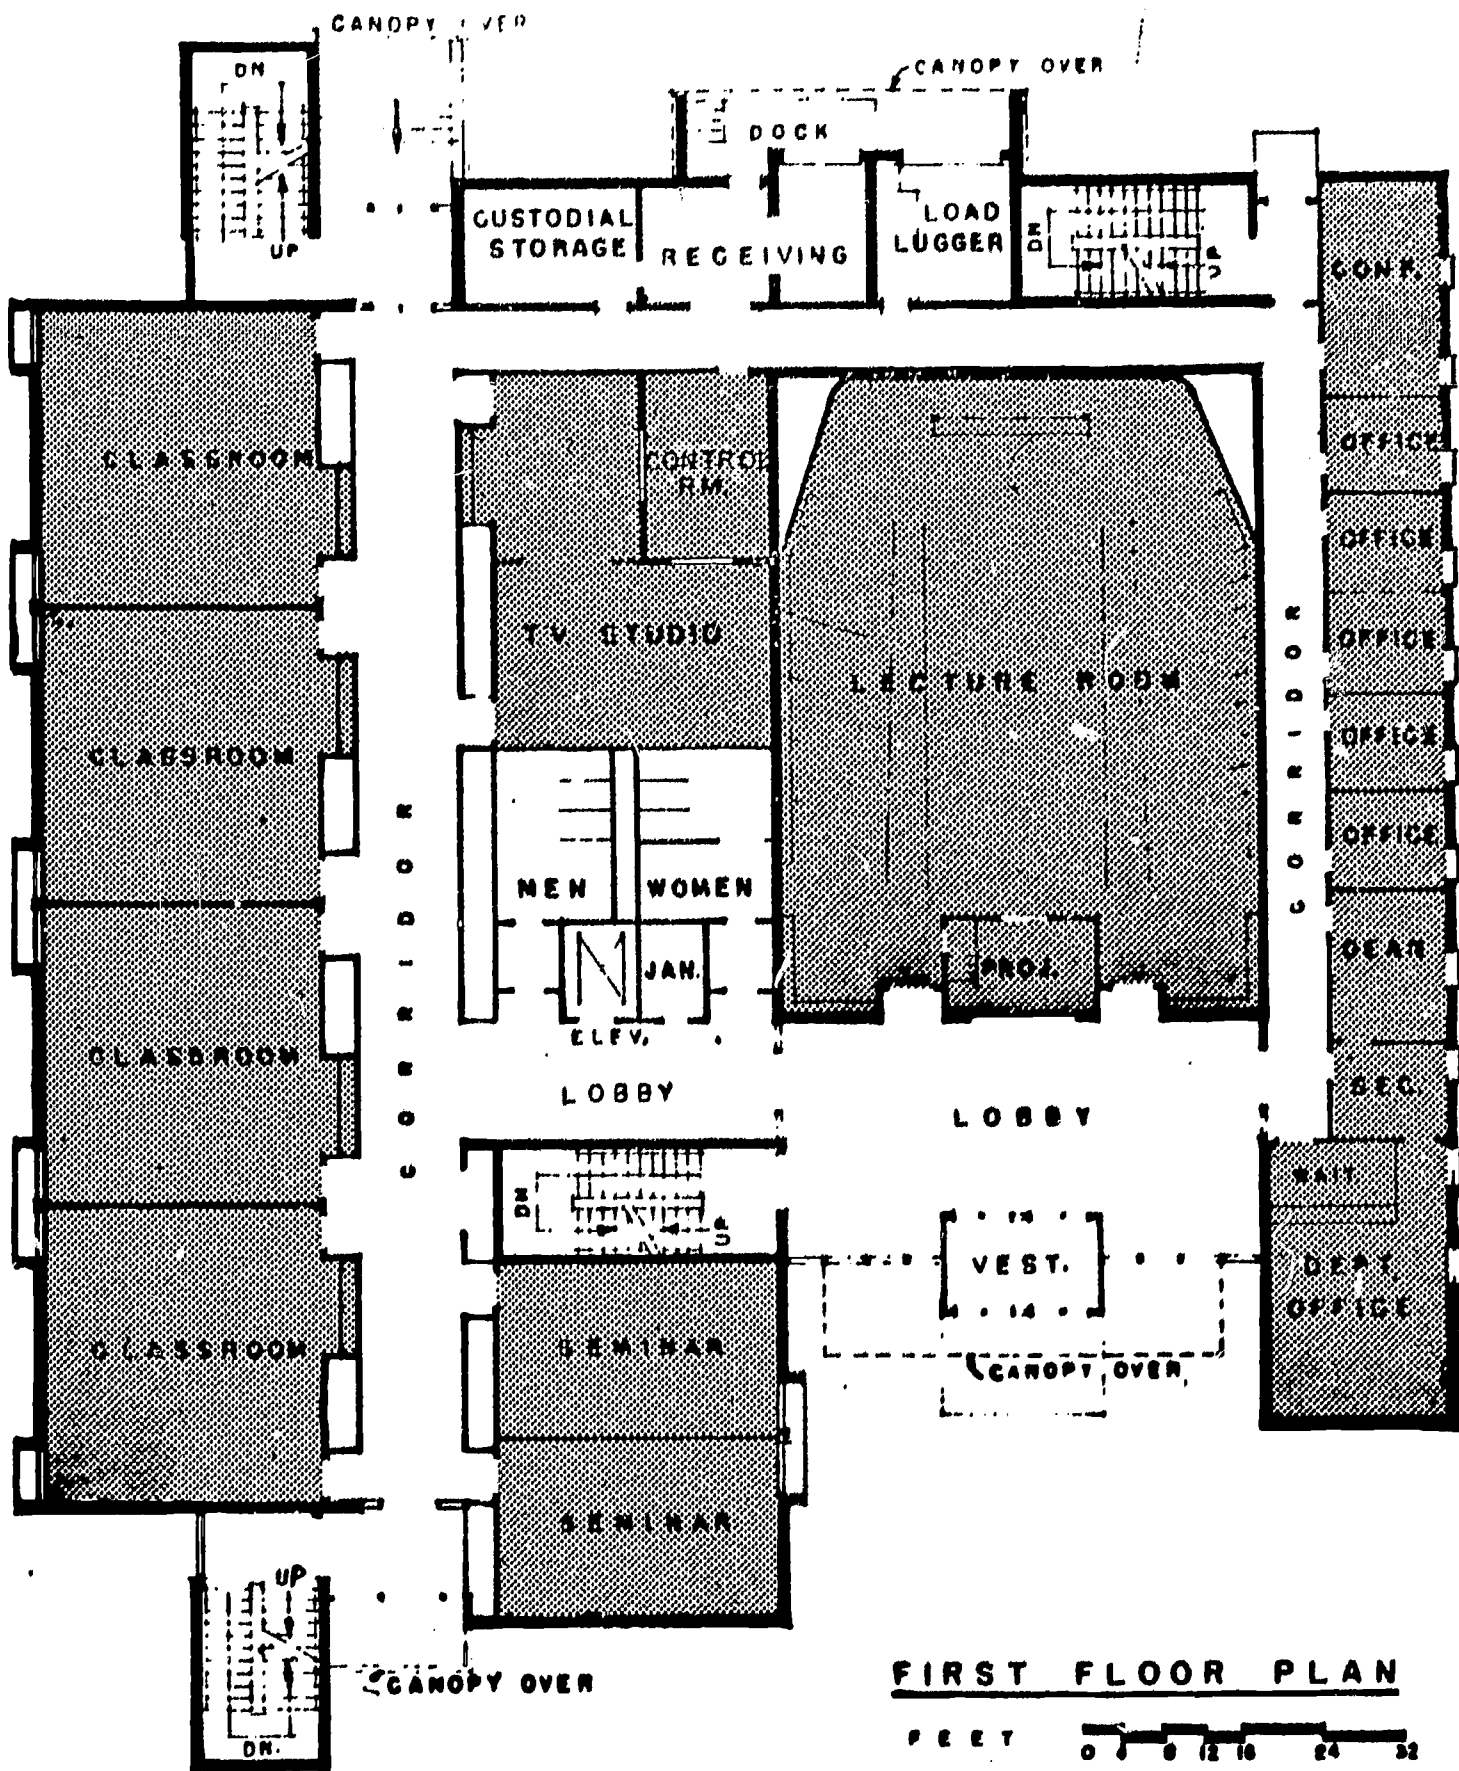 CANOPY OVER
DN
CANOPY OVER
DOCK
UP
CUSTODIAL
STORAGE
RECEIVING
LOAD
LUGGER
DN
UP
CONF.
CLASSROOM
CONTROL
RM.
OFFICE
OFFICE
TV STUDIO
LECTURE ROOM
CORRIDOR
OFFICE
OFFICE
CLASSROOM
OFFICE
CORRIDOR
MEN
WOMEN
DEAN
JAN.
PROJ.
ELEV.
CLASSROOM
LOBBY
LOBBY
SEC.
DN
UP
WAIT.
VEST.
DEPT.
OFFICE
CLASSROOM
SEMINAR
CANOPY OVER
SEMINAR
UP
CANOPY OVER
DN.
FIRST FLOOR PLAN
FEET
0 4 8 12 16 24 32